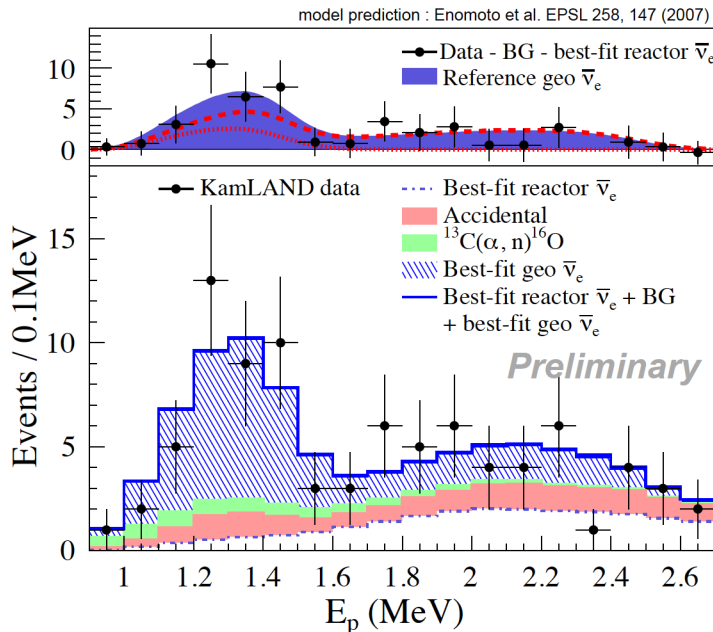 model prediction : Enomoto et al. EPSL 258, 147 (2007)
10
5
0
Data - BG - best-fit reactor ν̅e
Reference geo ν̅e
15
10
5
0
Events / 0.1MeV
KamLAND data
Best-fit reactor ν̅e
Accidental
¹³C(α, n)¹⁶O
Best-fit geo ν̅e
Best-fit reactor ν̅e + BG
+ best-fit geo ν̅e
Preliminary
1 1.2 1.4 1.6 1.8 2 2.2 2.4 2.6
Ep (MeV)